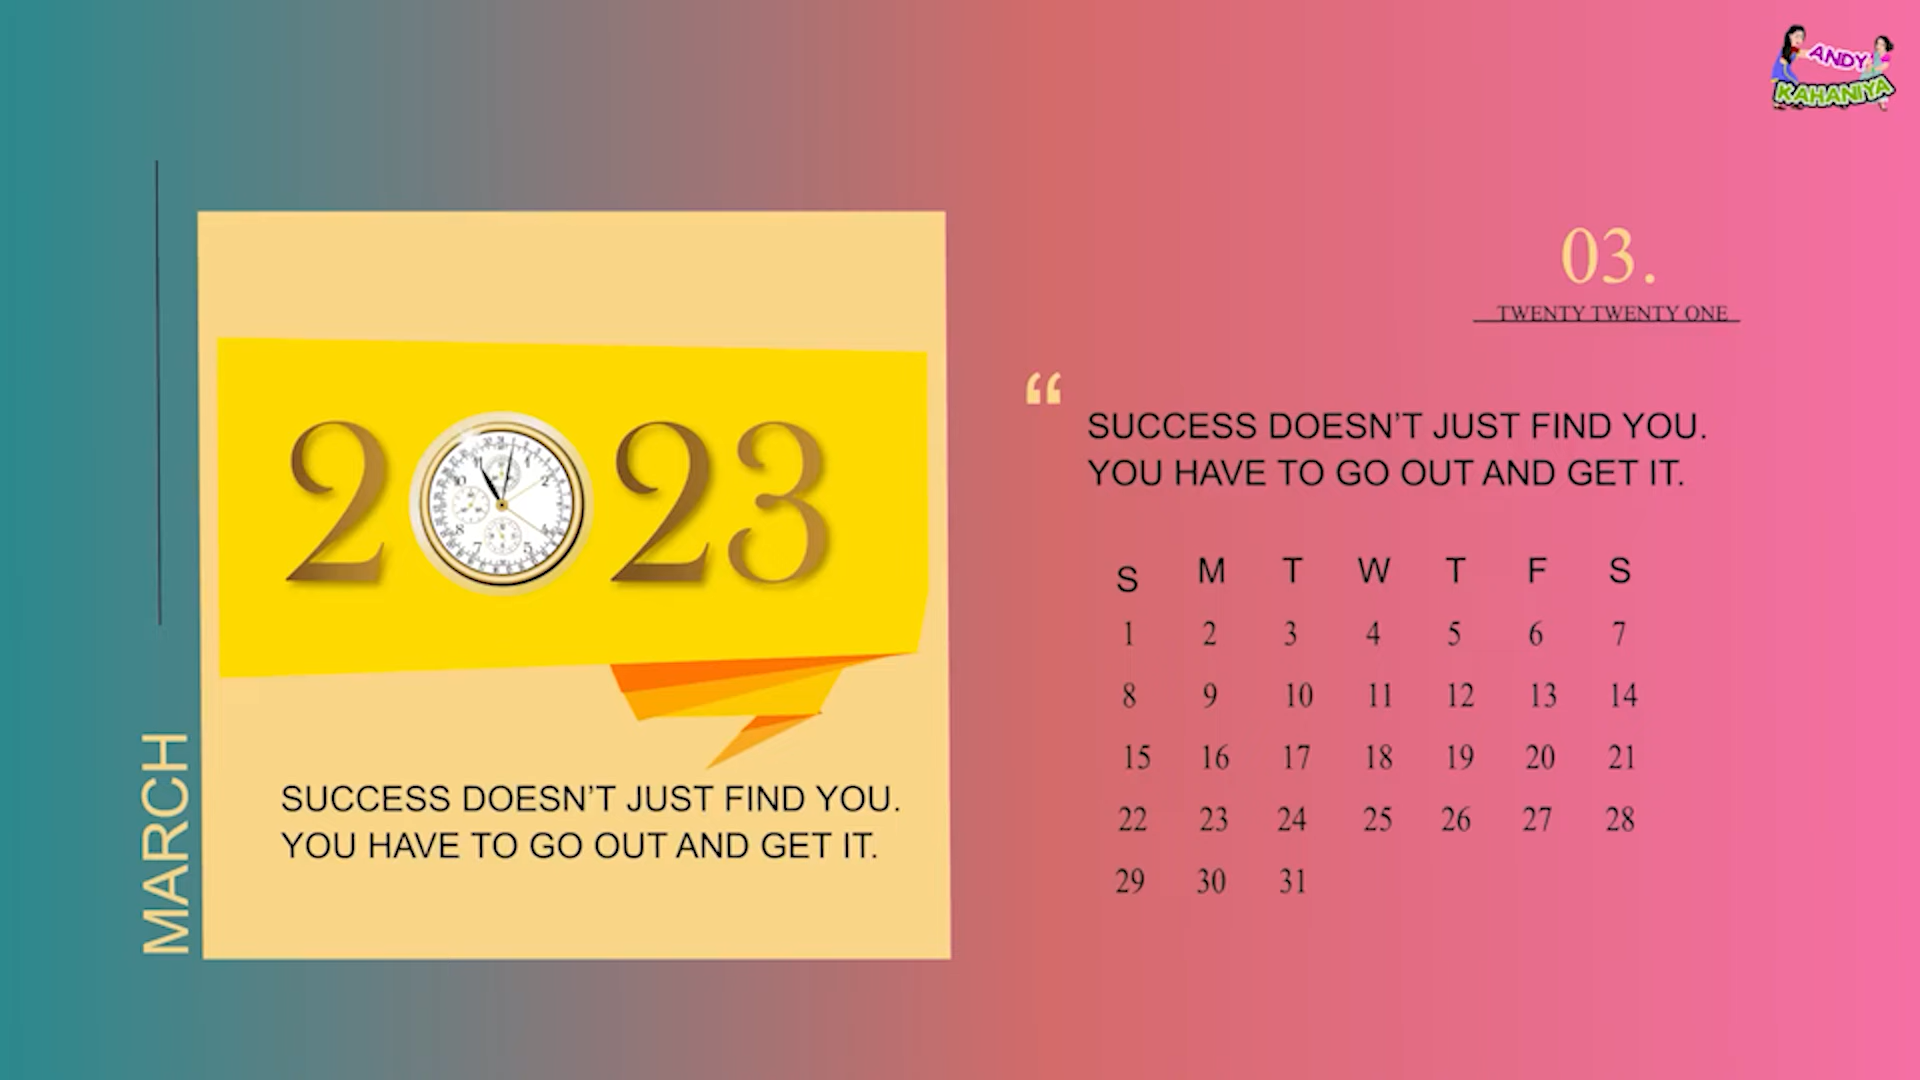 ANDY
KAHANIYA
03.
TWENTY TWENTY ONE
2023
“
SUCCESS DOESN’T JUST FIND YOU.
YOU HAVE TO GO OUT AND GET IT.
S M T W T F S
1 2 3 4 5 6 7
8 9 10 11 12 13 14
15 16 17 18 19 20 21
22 23 24 25 26 27 28
29 30 31
MARCH
SUCCESS DOESN’T JUST FIND YOU.
YOU HAVE TO GO OUT AND GET IT.